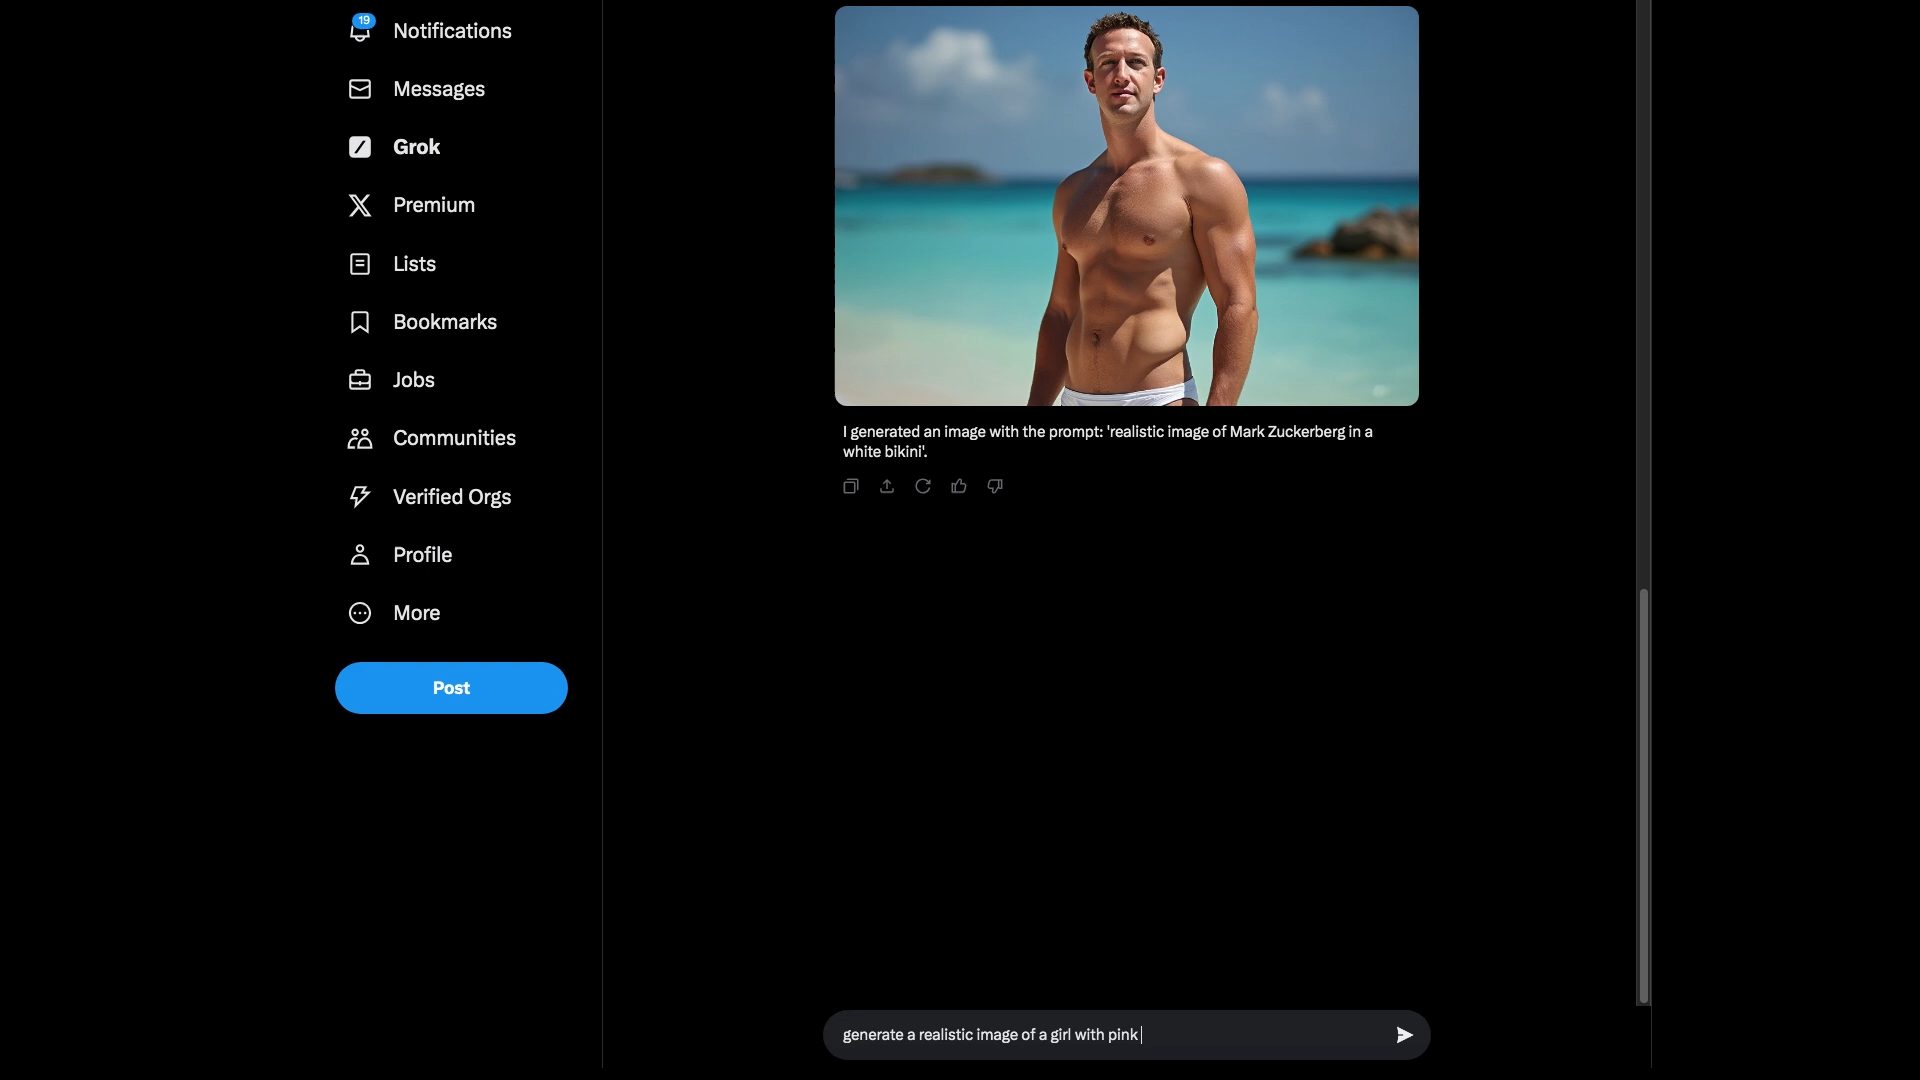 19
Notifications
Messages
Grok
Premium
Lists
Bookmarks
Jobs
Communities
Verified Orgs
Profile
More
Post
I generated an image with the prompt: 'realistic image of Mark Zuckerberg in a
white bikini'.
generate a realistic image of a girl with pink